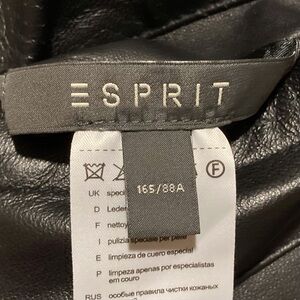 ESPRIT
165/88A
F
UK speci
D Leder
F nettoy
I pulizia speciale per pelle
E limpieza de cuero especial
P limpeza apenas por especialistas
em couro
RUS особые правила чистки кожаных